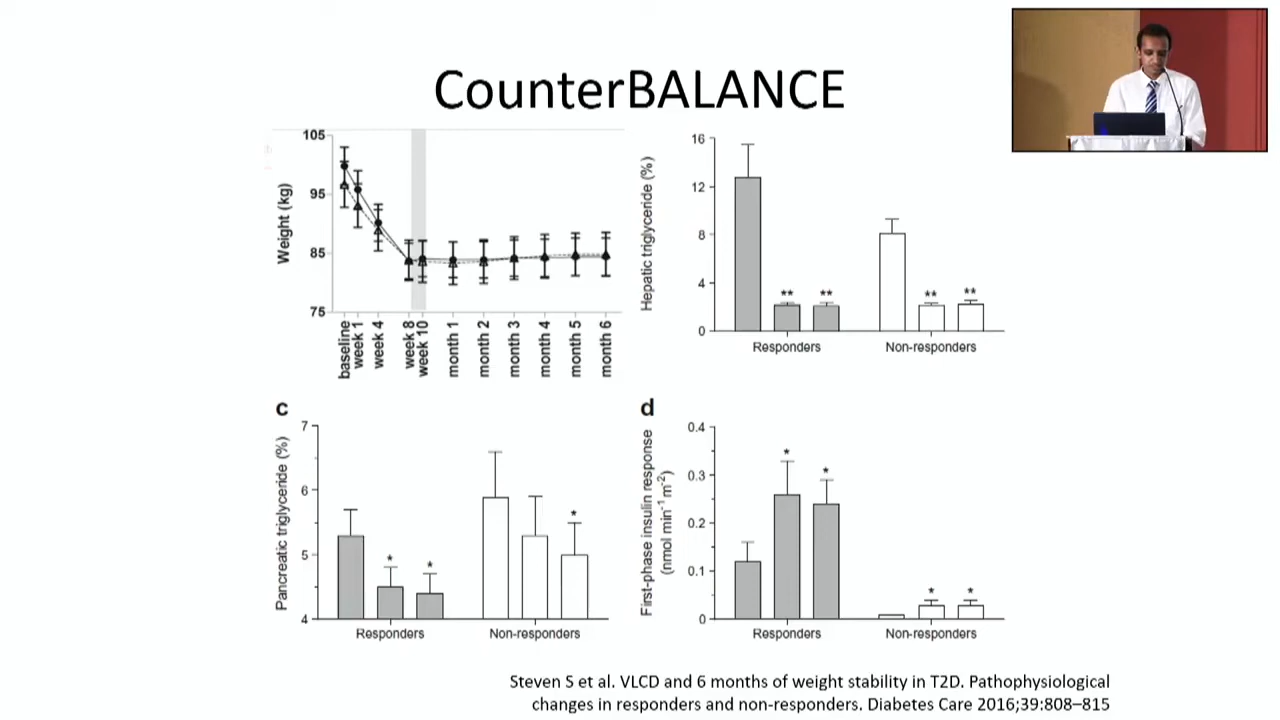 CounterBALANCE
105
95
85
75
Weight (kg)
baseline
week 1
week 4
week 8
week 10
month 1
month 2
month 3
month 4
month 5
month 6
16
12
8
4
0
Hepatic triglyceride (%)
** ** ** **
Responders Non-responders
c
7
6
5
4
Pancreatic triglyceride (%)
* * *
Responders Non-responders
d
0.4
0.3
0.2
0.1
0
First-phase insulin response
(nmol min-1 m-2)
* * * *
Responders Non-responders
Steven S et al. VLCD and 6 months of weight stability in T2D. Pathophysiological
changes in responders and non-responders. Diabetes Care 2016;39:808–815